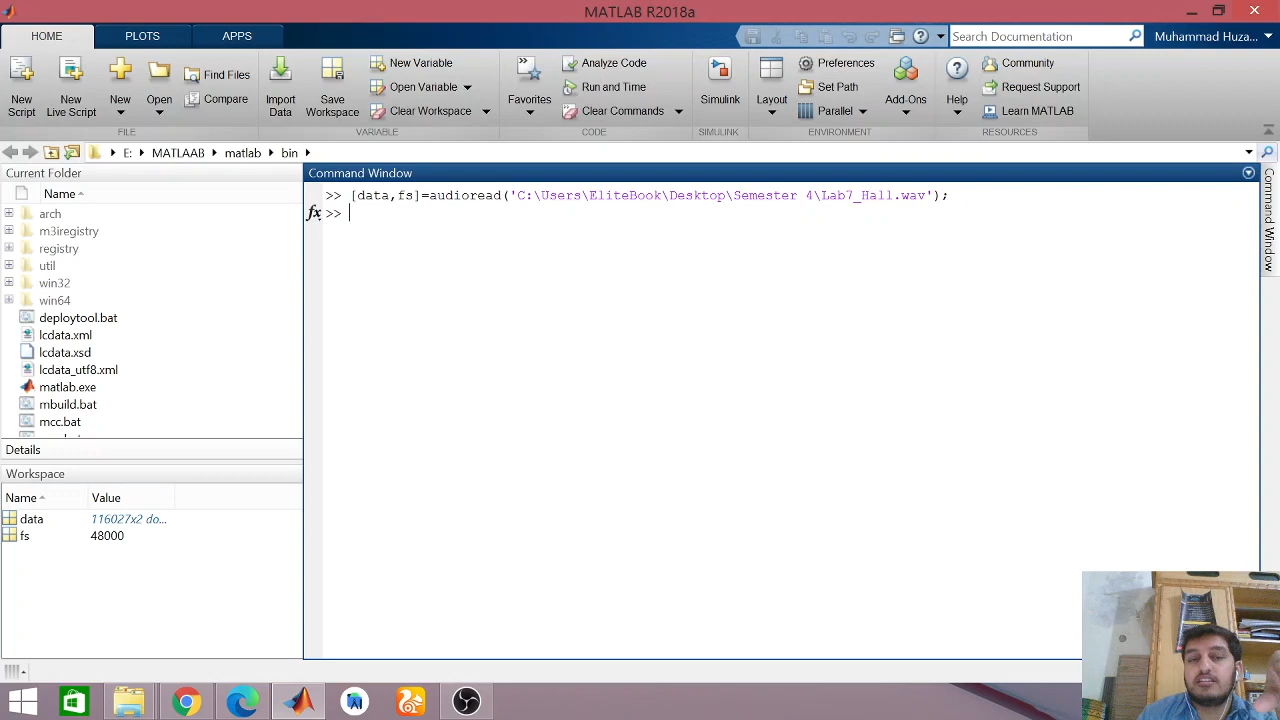 MATLAB R2018a
HOME
PLOTS
APPS
Search Documentation
Muhammad Huza...
New Script
New Live Script
New
Open
Find Files
Compare
FILE
Import Data
Save Workspace
New Variable
Open Variable
Clear Workspace
VARIABLE
Favorites
Analyze Code
Run and Time
Clear Commands
CODE
Simulink
SIMULINK
Layout
Preferences
Set Path
Parallel
Add-Ons
ENVIRONMENT
Help
Community
Request Support
Learn MATLAB
RESOURCES
E: MATLAAB matlab bin
Current Folder
Name
arch
m3iregistry
registry
util
win32
win64
deploytool.bat
lcdata.xml
lcdata.xsd
lcdata_utf8.xml
matlab.exe
mbuild.bat
mcc.bat
Details
Workspace
Name Value
data 116027x2 do...
fs 48000
Command Window
>> [data,fs]=audioread('C:\Users\EliteBook\Desktop\Semester 4\Lab7_Hall.wav');
fx >>
Command Window